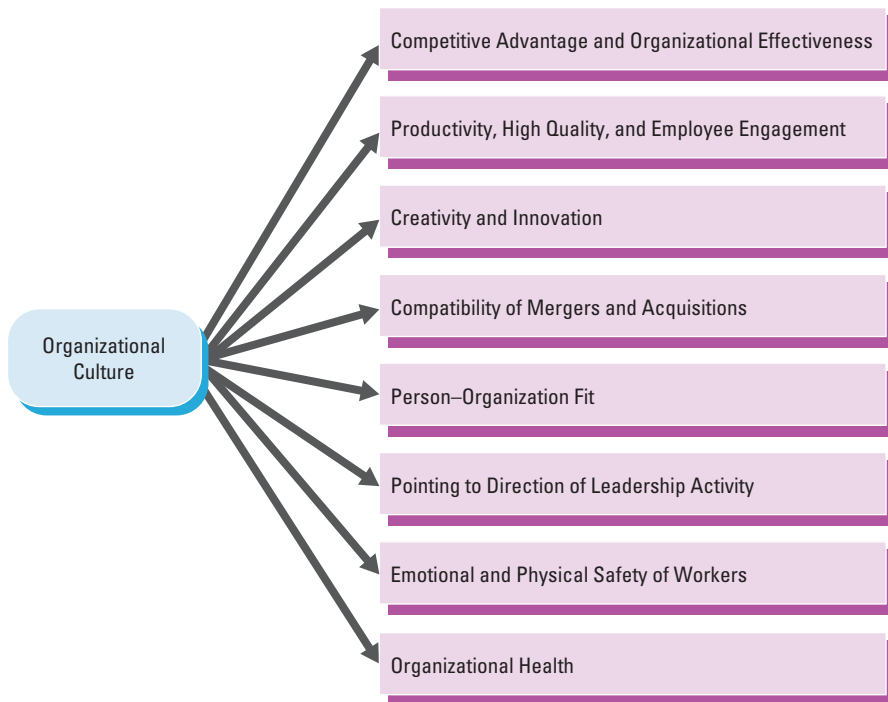 Competitive Advantage and Organizational Effectiveness
Productivity, High Quality, and Employee Engagement
Creativity and Innovation
Compatibility of Mergers and Acquisitions
Organizational
Culture
Person–Organization Fit
Pointing to Direction of Leadership Activity
Emotional and Physical Safety of Workers
Organizational Health